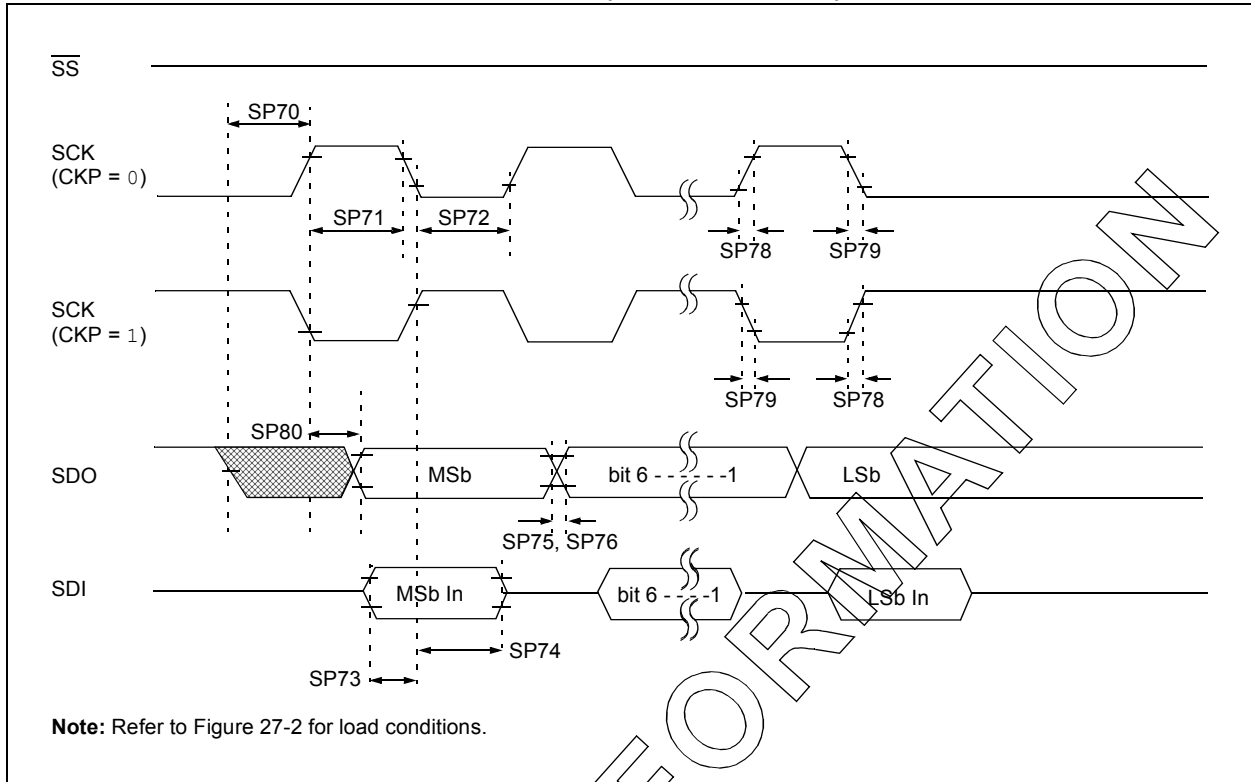 SS
SP70
SCK
(CKP = 0)
SP71
SP72
SP78
SP79
SCK
(CKP = 1)
SP79
SP78
SP80
SDO
MSb
bit 6 - - - - - -1
LSb
SP75, SP76
SDI
MSb In
bit 6 - - - - -1
LSb In
SP74
SP73
Note: Refer to Figure 27-2 for load conditions.
FORMATION